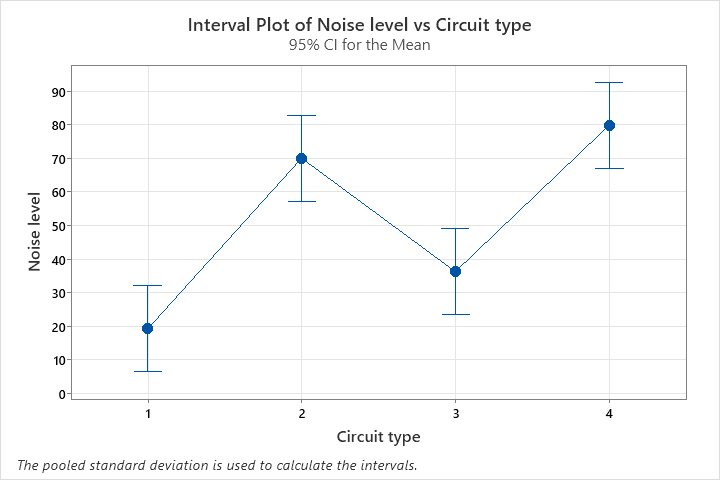 Interval Plot of Noise level vs Circuit type
95% CI for the Mean
90
80
70
60
50
40
30
20
10
0
Noise level
1 2 3 4
Circuit type
The pooled standard deviation is used to calculate the intervals.